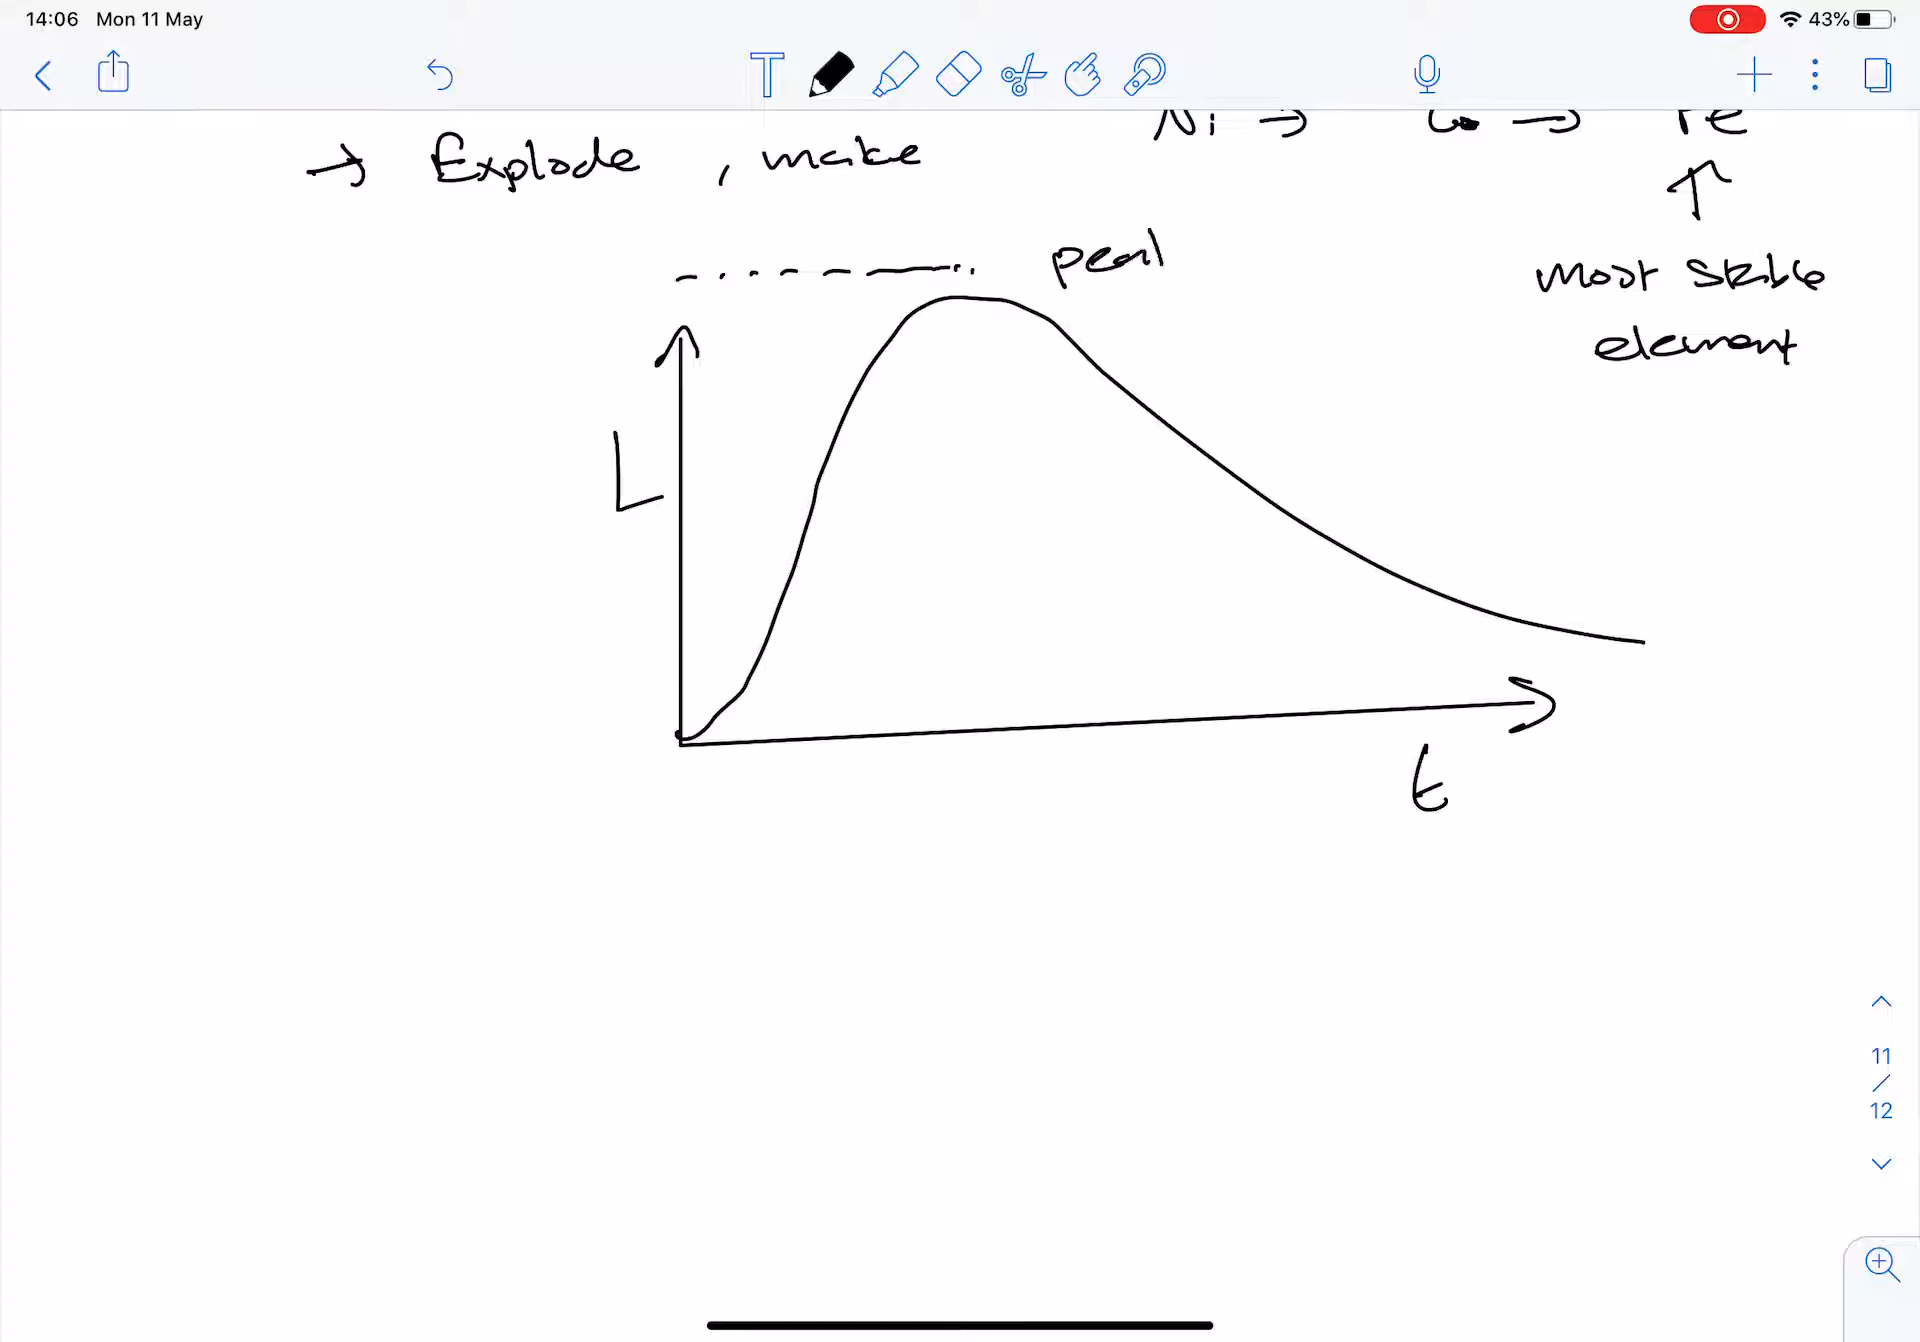 14:06 Mon 11 May 43%
T
Ni → Co → Fe
→ Explode , make
↑
peak
most stable
element
L
t
11
/
12